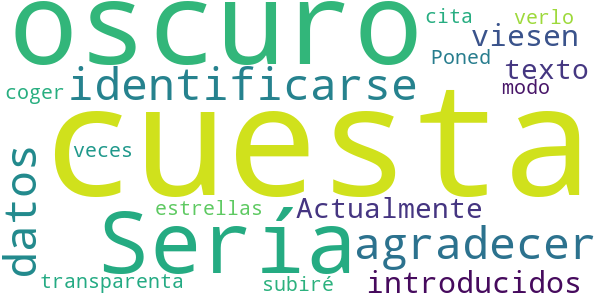 oscuro
cita
verlo
viesen
Poned
texto
identificarse
coger
modo
cuesta
veces
datos
estrellas
Actualmente
Sería
agradecer
transparenta
subiré
introducidos